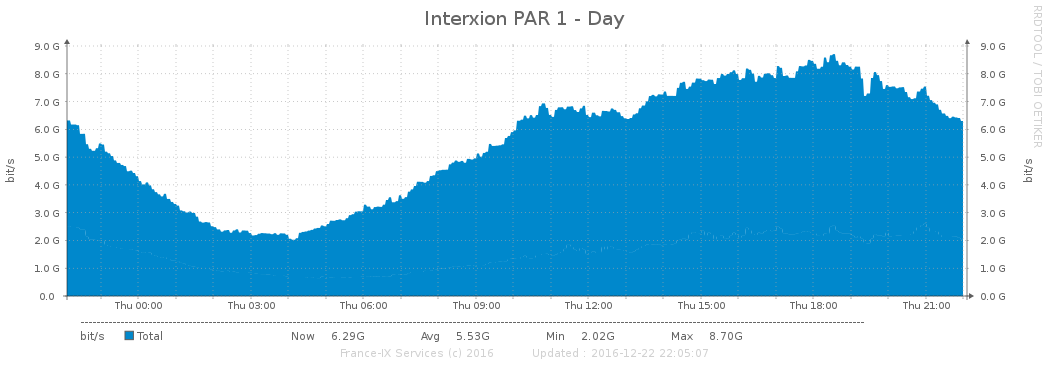 Interxion PAR 1 - Day
RRDTOOL / TOBI OETIKER
9.0 G 9.0 G
8.0 G 8.0 G
7.0 G 7.0 G
6.0 G 6.0 G
5.0 G 5.0 G
4.0 G 4.0 G
3.0 G 3.0 G
2.0 G 2.0 G
1.0 G 1.0 G
0.0 0.0 G
bit/s
bit/s
Thu 00:00 Thu 03:00 Thu 06:00 Thu 09:00 Thu 12:00 Thu 15:00 Thu 18:00 Thu 21:00
bit/s Total Now 6.29G Avg 5.53G Min 2.02G Max 8.70G
France-IX Services (c) 2016 Updated : 2016-12-22 22:05:07